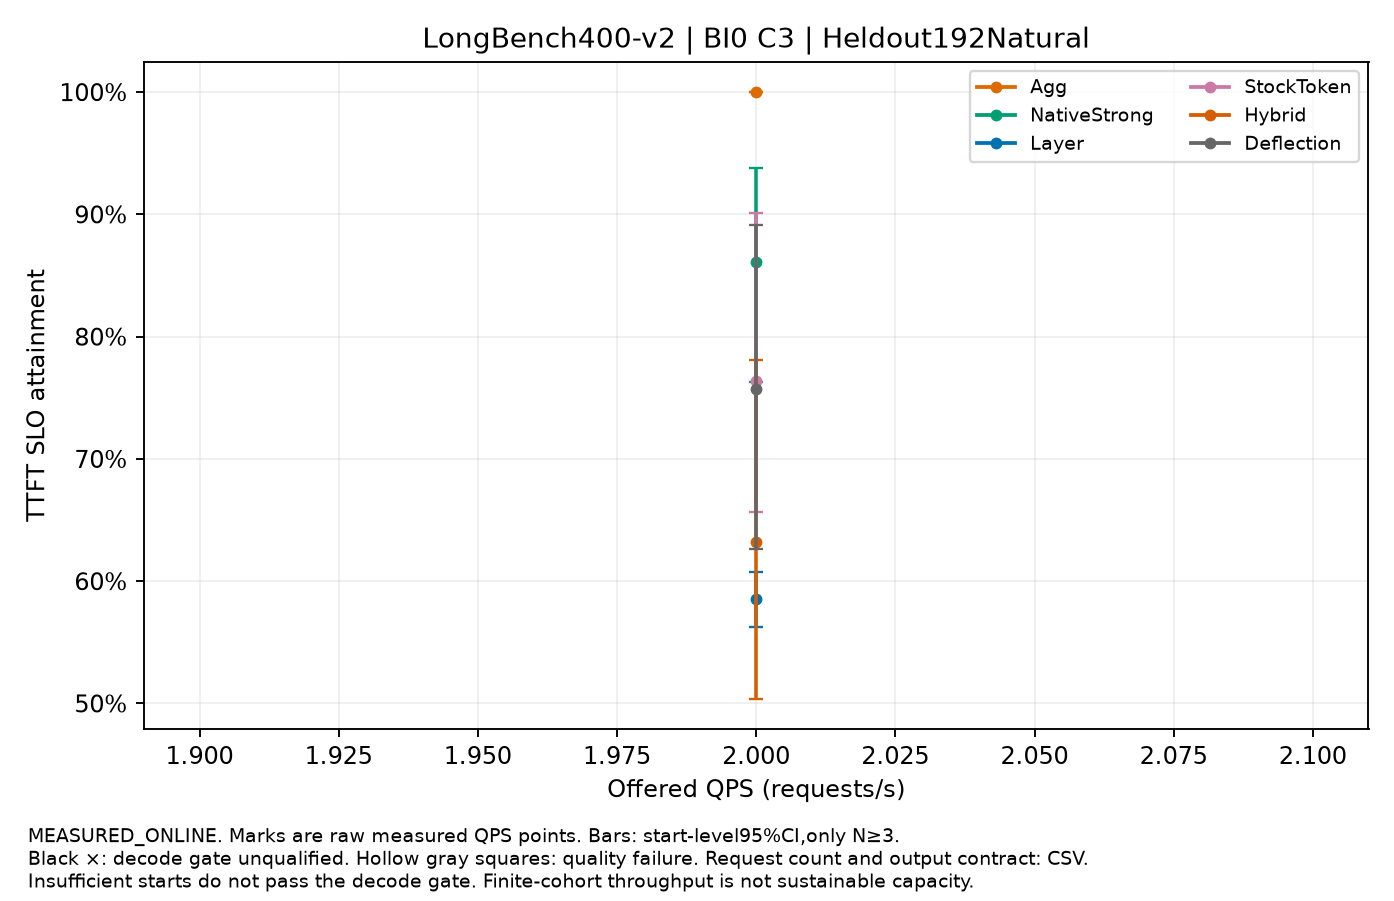 LongBench400-v2 | BI0 C3 | Heldout192Natural
100%
90%
80%
70%
60%
50%
TTFT SLO attainment
Agg
NativeStrong
Layer
StockToken
Hybrid
Deflection
1.900 1.925 1.950 1.975 2.000 2.025 2.050 2.075 2.100
Offered QPS (requests/s)
MEASURED_ONLINE. Marks are raw measured QPS points. Bars: start-level95%CI,only N≥3.
Black ×: decode gate unqualified. Hollow gray squares: quality failure. Request count and output contract: CSV.
Insufficient starts do not pass the decode gate. Finite-cohort throughput is not sustainable capacity.